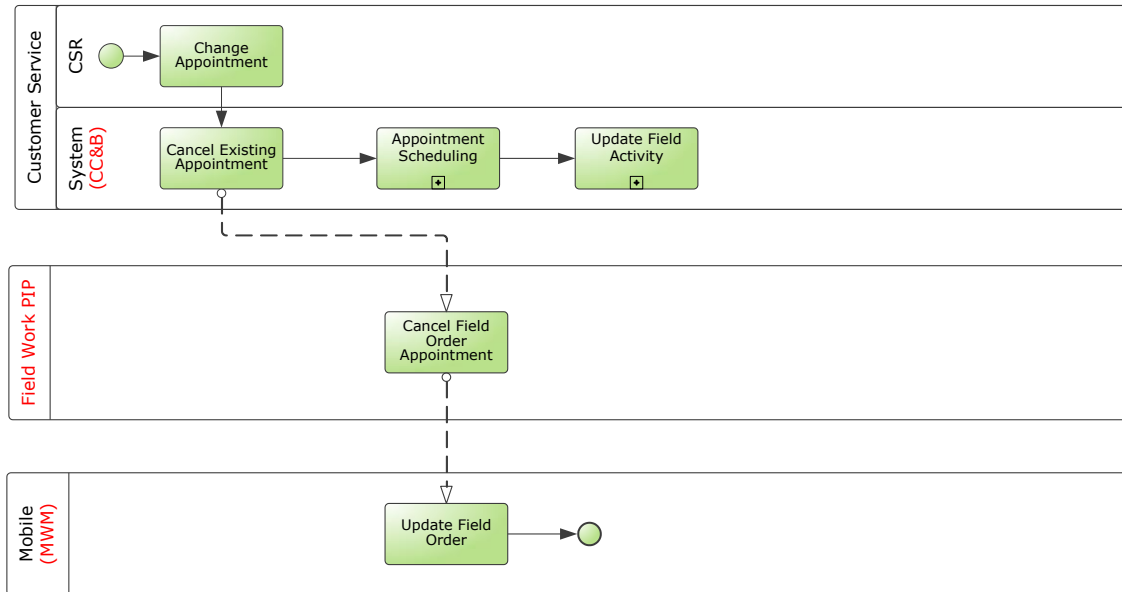 Customer Service
CSR
Change
Appointment
System
(CC&B)
Cancel Existing
Appointment
Appointment
Scheduling
Update Field
Activity
Field Work PIP
Cancel Field
Order
Appointment
Mobile
(MWM)
Update Field
Order